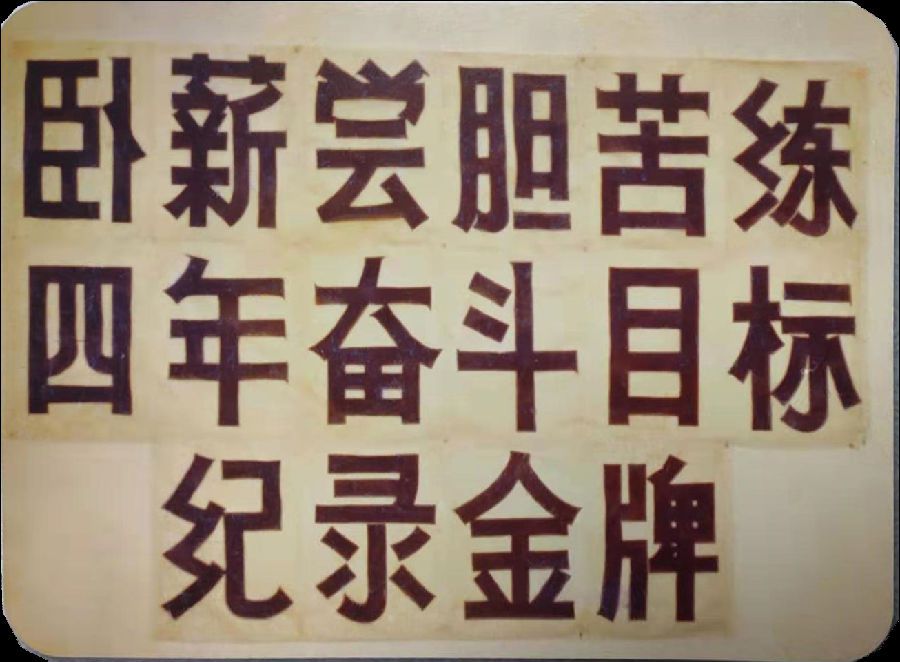 卧薪尝胆苦练
四年奋斗目标
纪录金牌